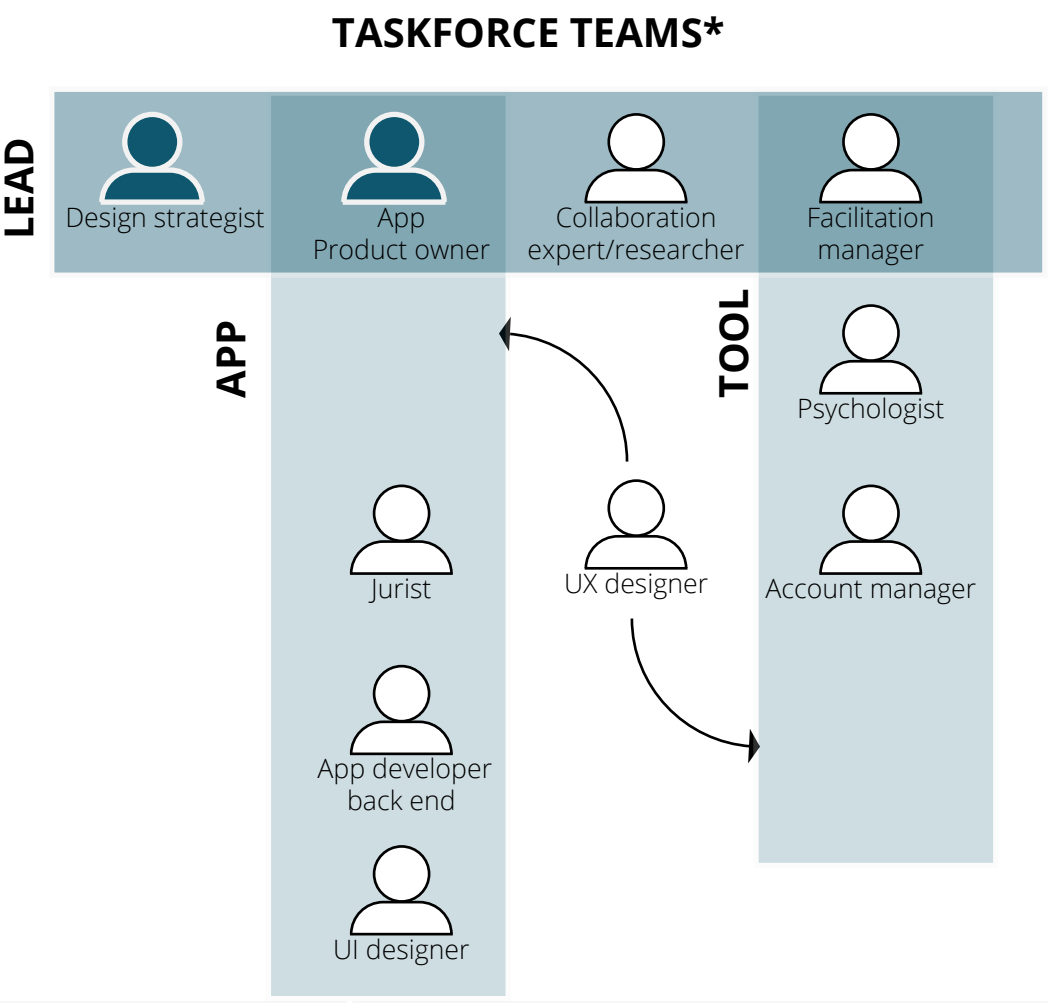 TASKFORCE TEAMS*
LEAD
Design strategist
App
Product owner
Collaboration
expert/researcher
Facilitation
manager
APP
TOOL
Psychologist
Jurist
UX designer
Account manager
App developer
back end
UI designer